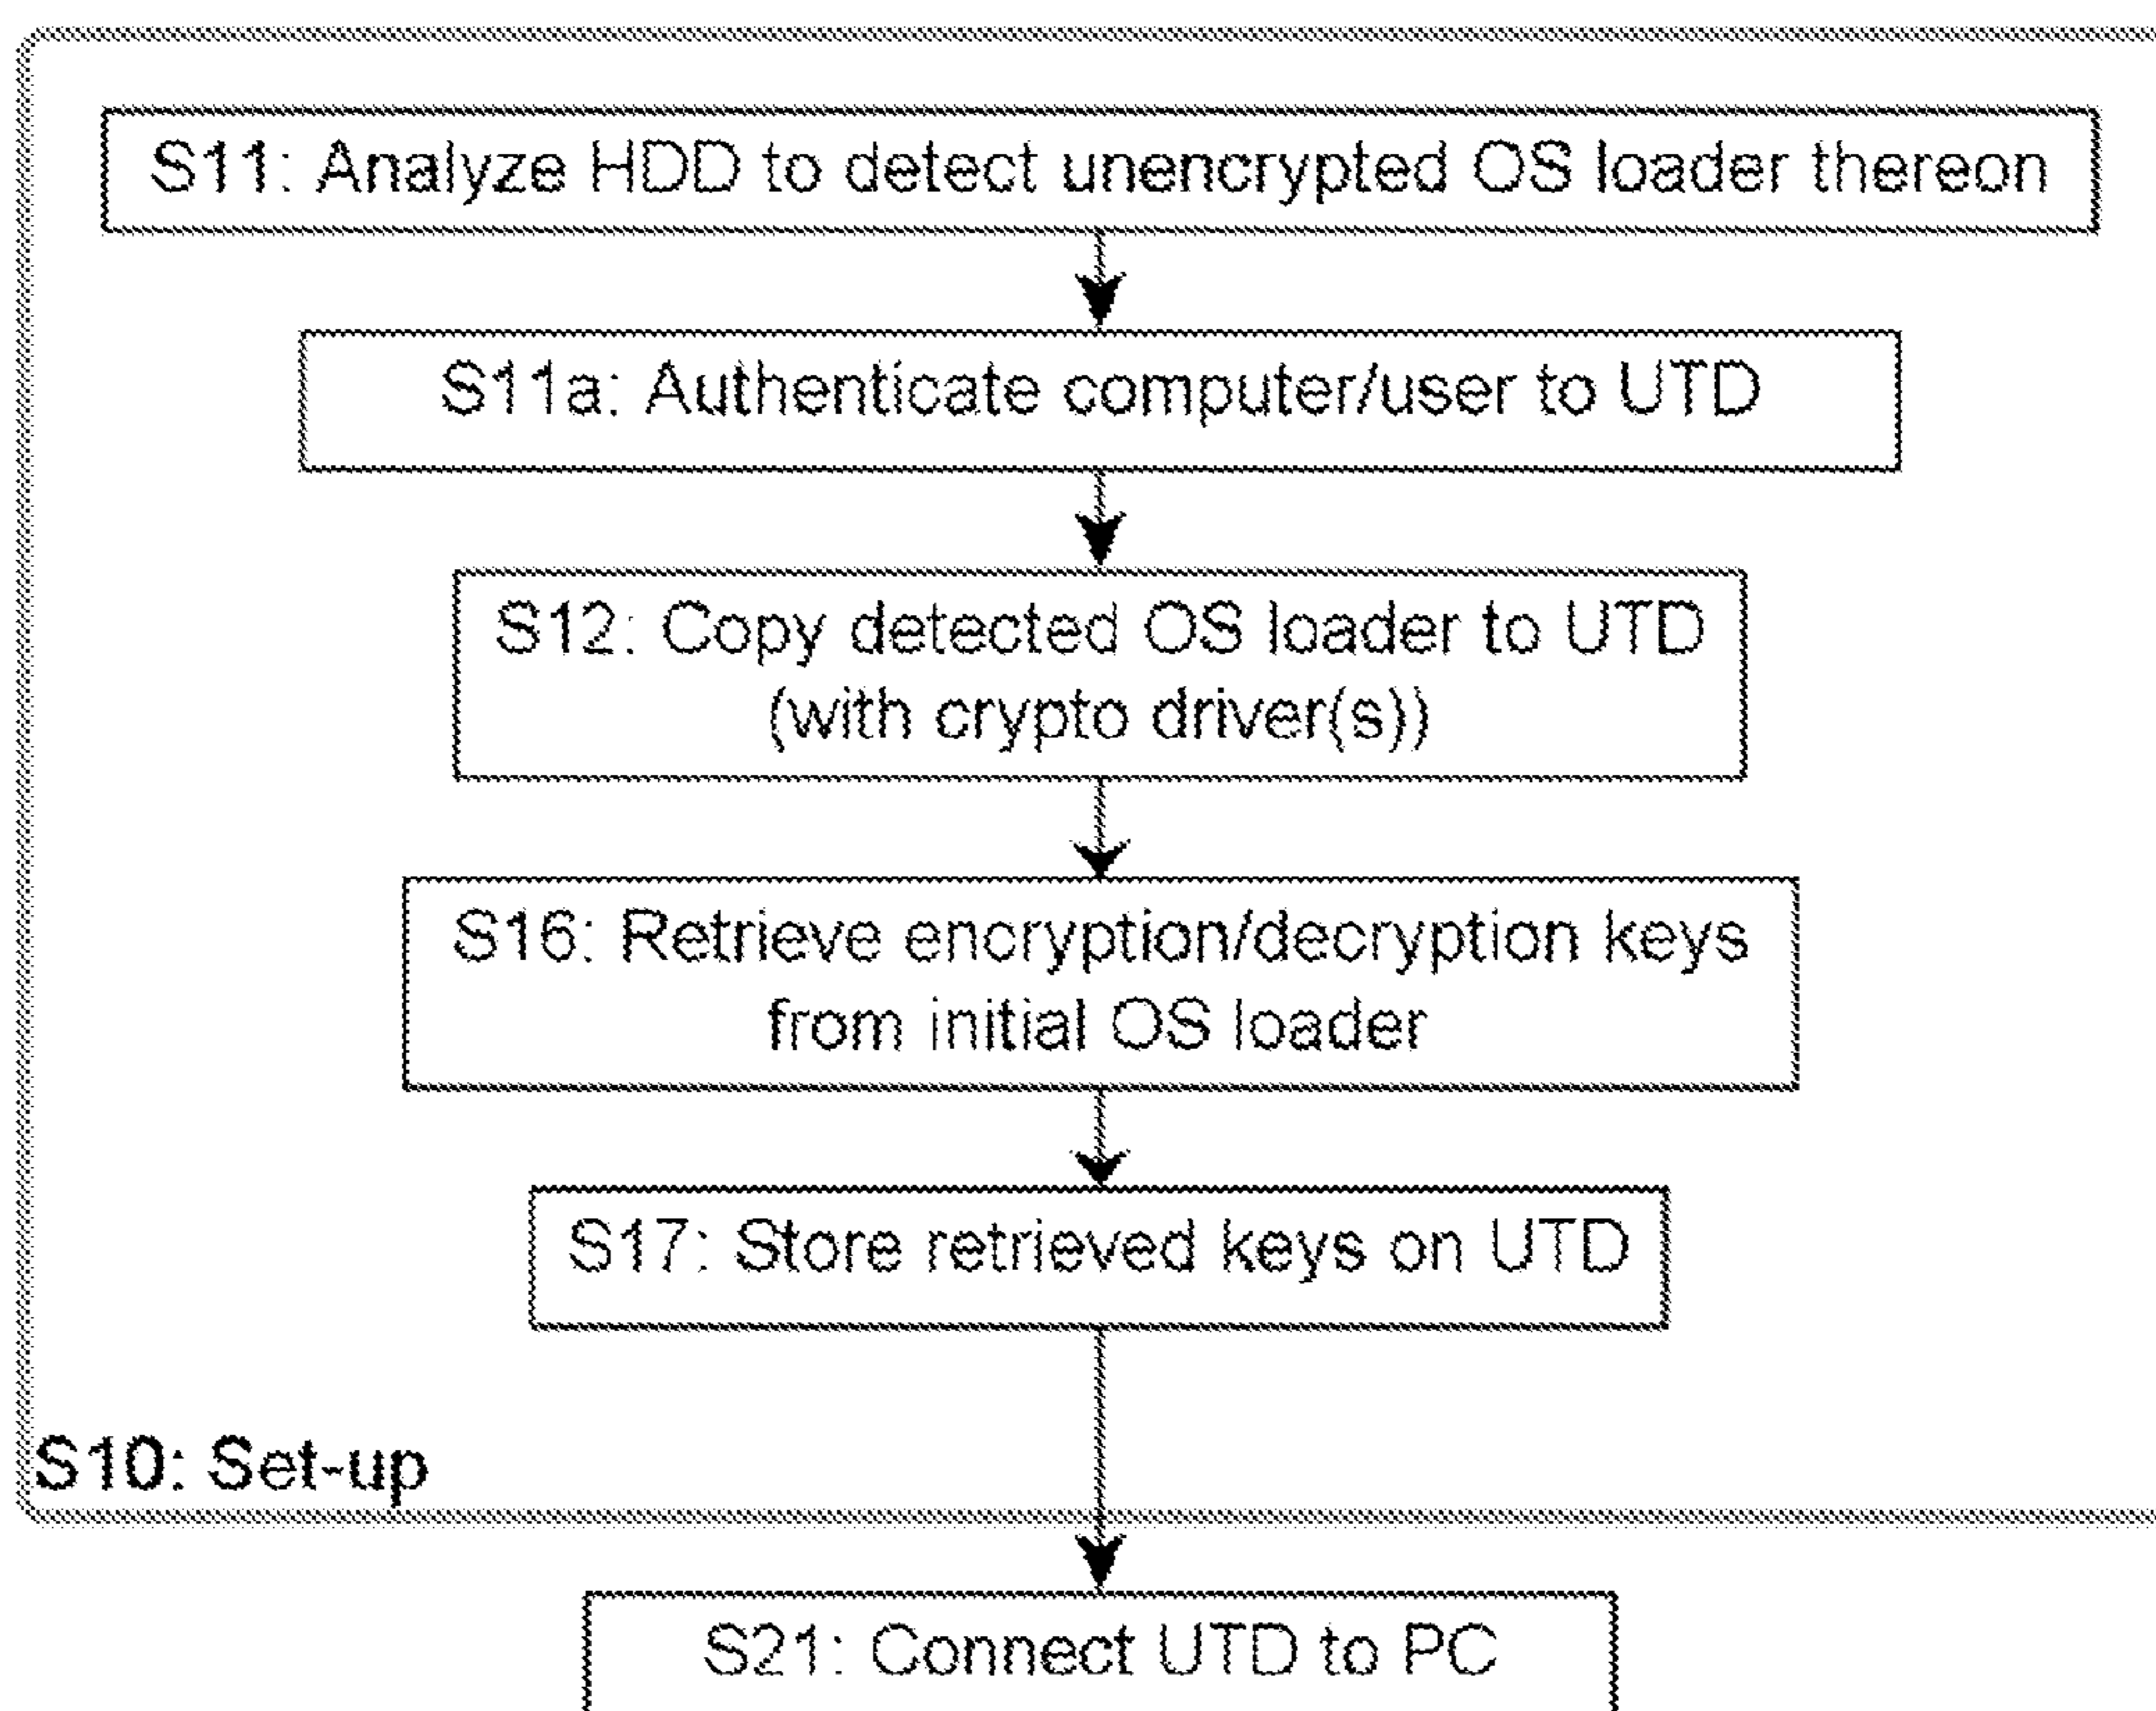 S11: Analyze HDD to detect unencrypted OS loader thereon
S11a: Authenticate computer/user to UTD
S12: Copy detected OS loader to UTD
(with crypto driver(s))
S16: Retrieve encryption/decryption keys
from initial OS loader
S17: Store retrieved keys on UTD
S10: Set-up
S21: Connect UTD to PC